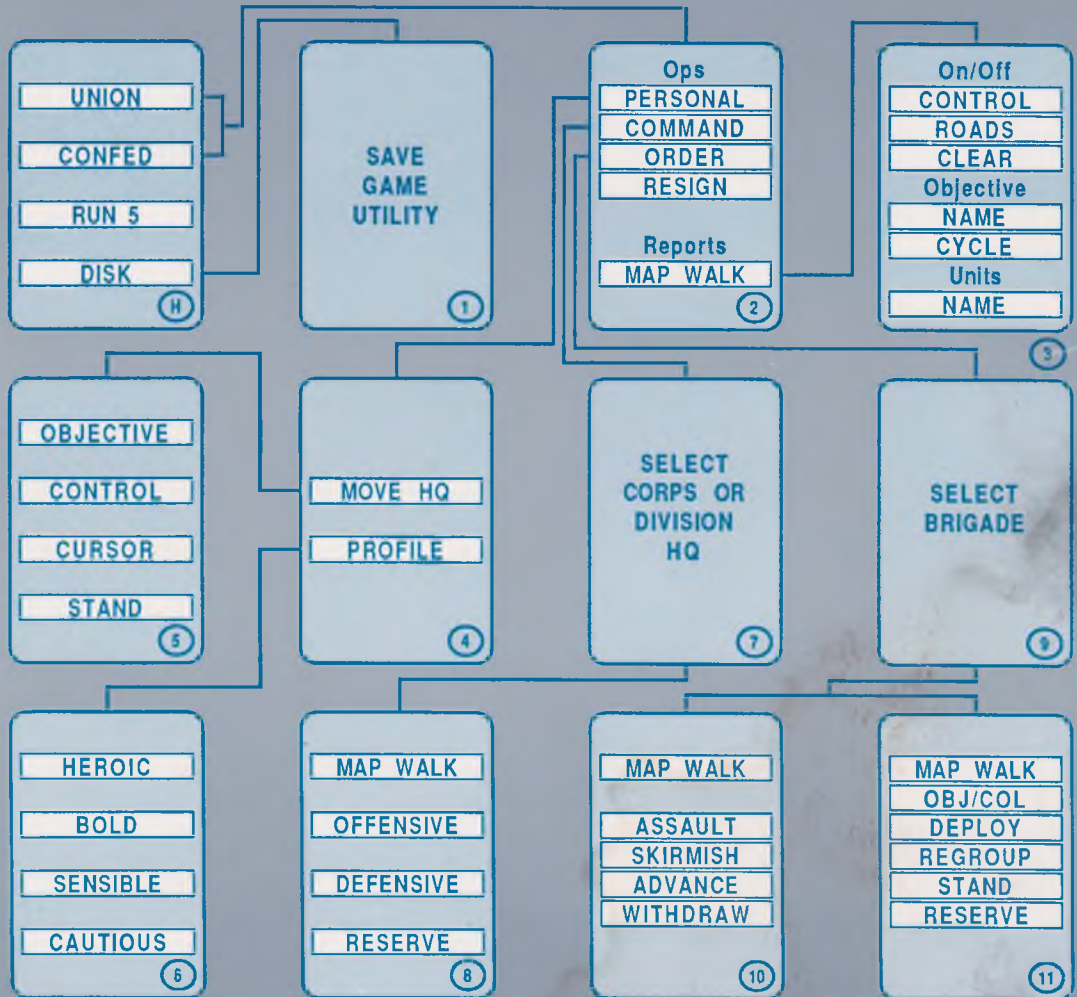 UNION
CONFED
RUN 5
DISK
H
SAVE
GAME
UTILITY
1
Ops
PERSONAL
COMMAND
ORDER
RESIGN
Reports
MAP WALK
2
On/Off
CONTROL
ROADS
CLEAR
Objective
NAME
CYCLE
Units
NAME
3
OBJECTIVE
CONTROL
CURSOR
STAND
5
MOVE HQ
PROFILE
4
SELECT
CORPS OR
DIVISION
HQ
7
SELECT
BRIGADE
9
HEROIC
BOLD
SENSIBLE
CAUTIOUS
6
MAP WALK
OFFENSIVE
DEFENSIVE
RESERVE
8
MAP WALK
ASSAULT
SKIRMISH
ADVANCE
WITHDRAW
10
MAP WALK
OBJ/COL
DEPLOY
REGROUP
STAND
RESERVE
11